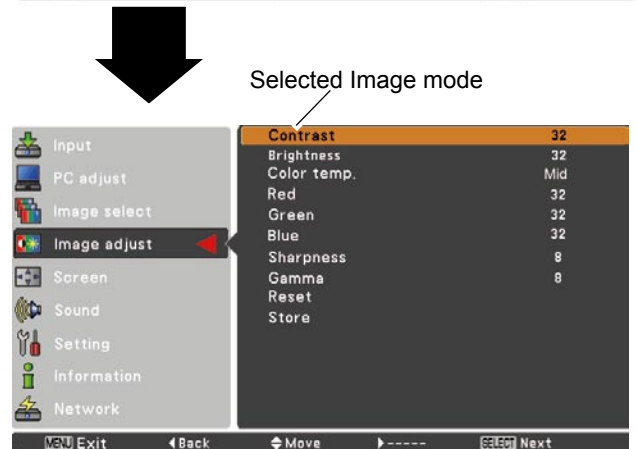 Selected Image mode
Input
PC adjust
Image select
Image adjust
Screen
Sound
Setting
Information
Network
Contrast 32
Brightness 32
Color temp. Mid
Red 32
Green 32
Blue 32
Sharpness 8
Gamma 8
Reset
Store
MENU Exit ◀Back Move ▶----- SELECT Next